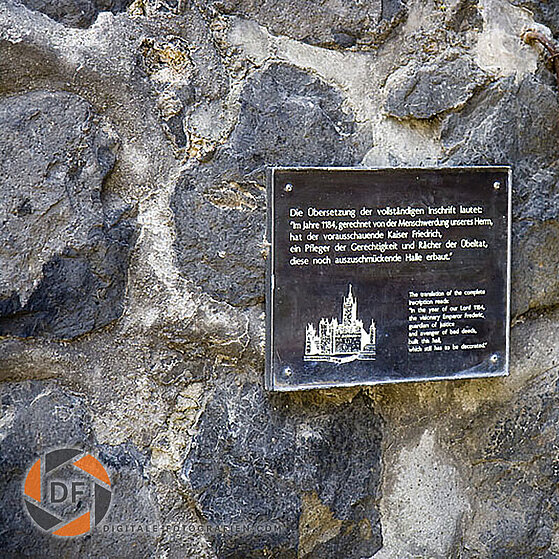 Die Übersetzung der vollständigen Inschrift lautet:
"Im Jahre 1184, gerechnet von der Menschwerdung unseres Herrn,
hat der vorausschauende Kaiser Friedrich,
ein Pfleger der Gerechtigkeit und Rächer der Übeltat,
diese noch auszuschmückende Halle erbaut."
The translation of the complete
inscription reads:
"In the year of our Lord 1184,
the visionary Emperor Frederic,
guardian of justice
and avenger of bad deeds,
built this hall,
which still has to be decorated."
DF
DIGITALE-FOTOGRAFIEN.COM